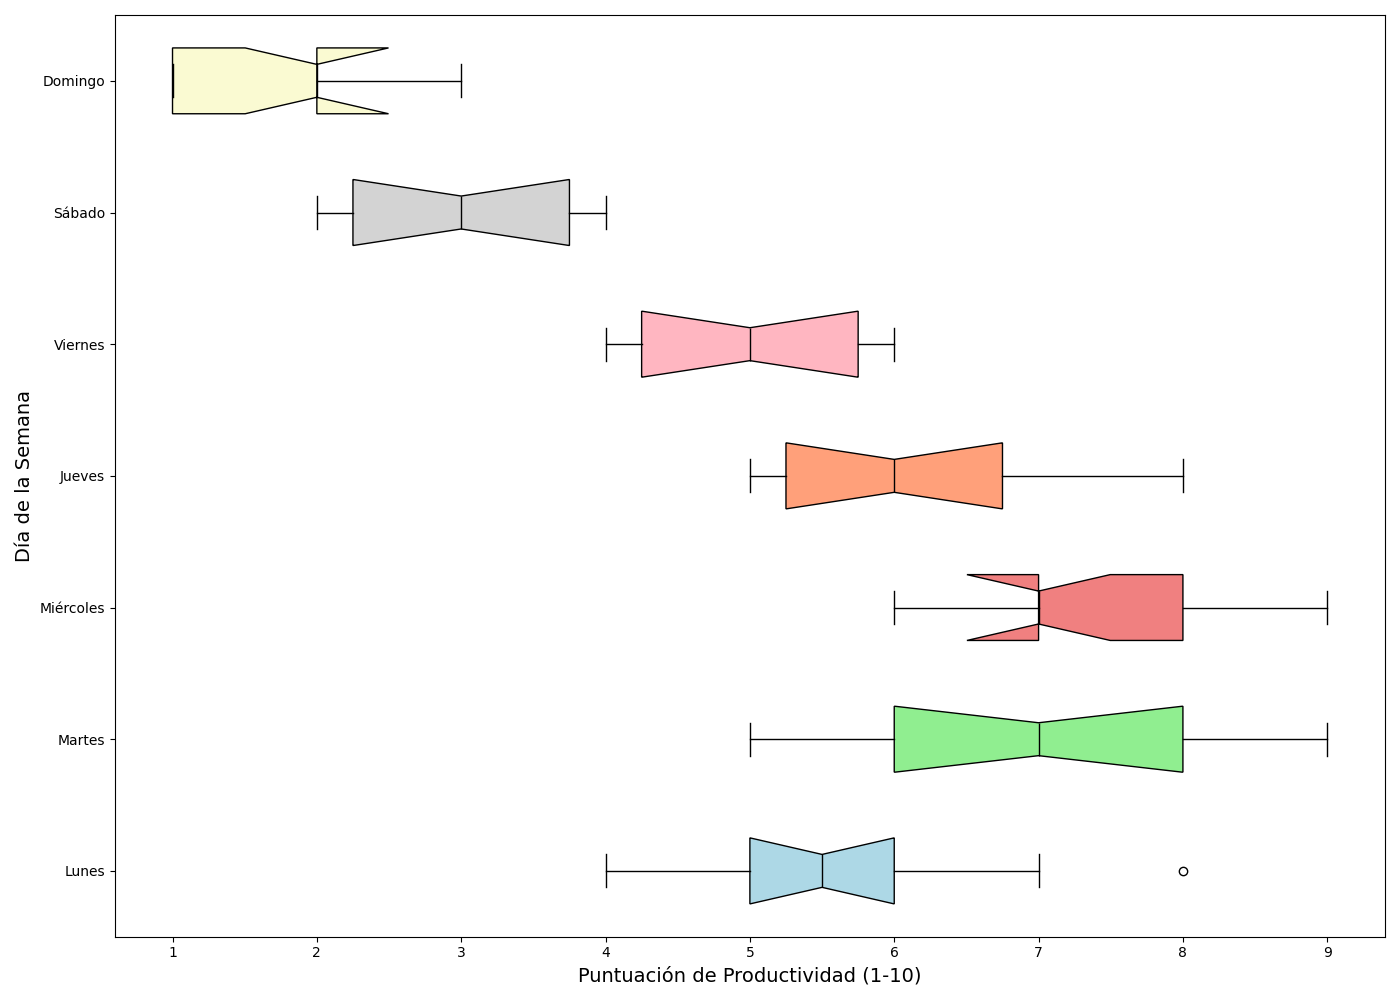 Día de la Semana
Domingo
Sábado
Viernes
Jueves
Miércoles
Martes
Lunes
1 2 3 4 5 6 7 8 9
Puntuación de Productividad (1-10)